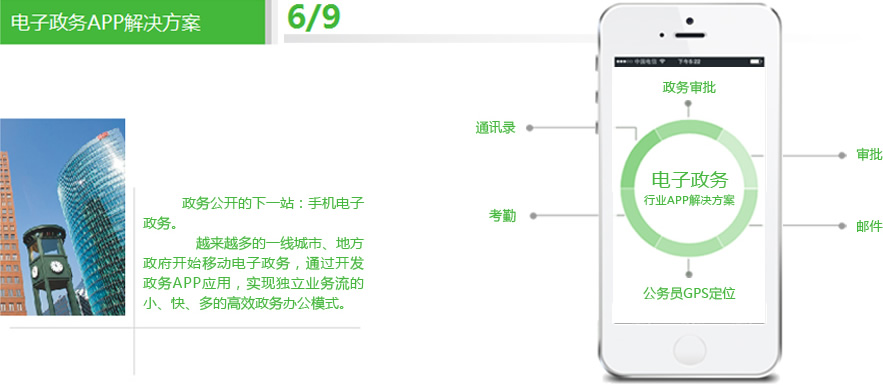 电子政务APP解决方案
6/9
中国电信 下午6:22
政务审批
通讯录
审批
电子政务
行业APP解决方案
考勤
邮件
公务员GPS定位
政务公开的下一站：手机电子
政务。
越来越多的一线城市、地方
政府开始移动电子政务，通过开发
政务APP应用，实现独立业务流的
小、快、多的高效政务办公模式。